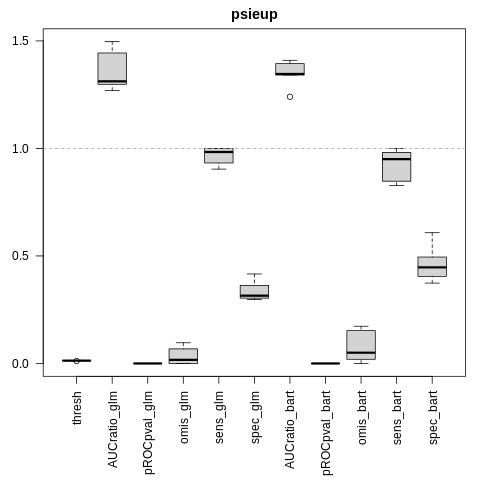 psieup
1.5
1.0
0.5
0.0
thresh
AUCratio_glm
pROCpval_glm
omis_glm
sens_glm
spec_glm
AUCratio_bart
pROCpval_bart
omis_bart
sens_bart
spec_bart